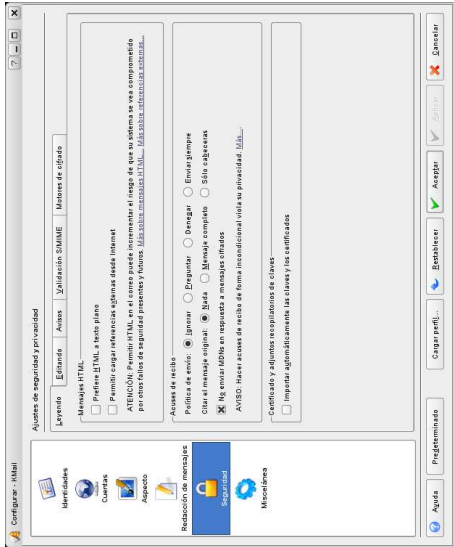 Configurar - KMail
Ajustes de seguridad y privacidad
Identidades
Cuentas
Aspecto
Redacción de mensajes
Seguridad
Miscelánea
Leyendo Editando Avisos Validación S/MIME Motores de cifrado
Mensajes HTML
Prefiere HTML a texto plano
Permitir cargar referencias externas desde Internet
ATENCIÓN: Permitir HTML en el correo puede incrementar el riesgo de que su sistema se vea comprometido
por otros fallos de seguridad presentes y futuros. Más sobre mensajes HTML... Más sobre referencias externas...
Acuses de recibo
Política de envío: Ignorar Preguntar Denegar Enviar siempre
Citar el mensaje original: Nada Mensaje completo Sólo cabeceras
No enviar MDNs en respuesta a mensajes cifrados
AVISO: Hacer acuses de recibo de forma incondicional viola su privacidad. Más...
Certificado y adjuntos recopilatorios de claves
Importar automáticamente las claves y los certificados
Ayuda Predeterminado Cargar perfil... Restablecer Aceptar Aplicar Cancelar